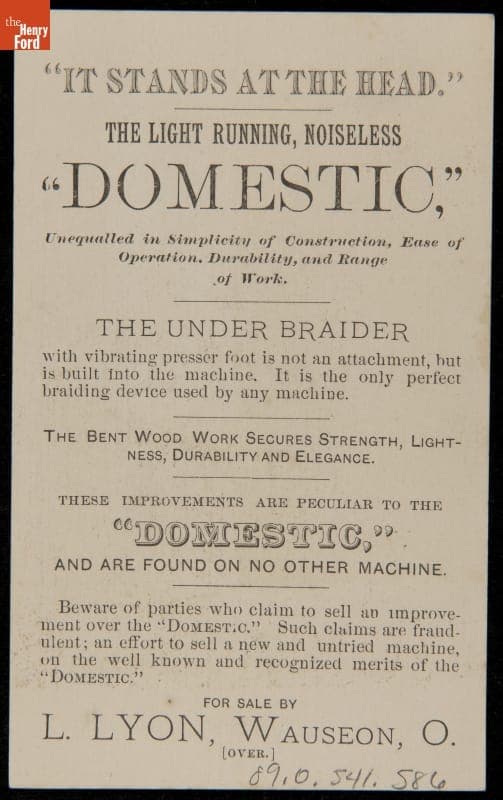 the
Henry
Ford
"IT STANDS AT THE HEAD."
THE LIGHT RUNNING, NOISELESS
"DOMESTIC,"
Unequalled in Simplicity of Construction, Ease of
Operation. Durability, and Range
of Work.
THE UNDER BRAIDER
with vibrating presser foot is not an attachment, but
is built into the machine. It is the only perfect
braiding device used by any machine.
THE BENT WOOD WORK SECURES STRENGTH, LIGHT-
NESS, DURABILITY AND ELEGANCE.
THESE IMPROVEMENTS ARE PECULIAR TO THE
"DOMESTIC,"
AND ARE FOUND ON NO OTHER MACHINE.
Beware of parties who claim to sell an improve-
ment over the "DOMESTIC." Such claims are fraud-
ulent; an effort to sell a new and untried machine,
on the well known and recognized merits of the
"DOMESTIC."
FOR SALE BY
L. LYON, WAUSEON, O.
[OVER.]
89.0.541.586